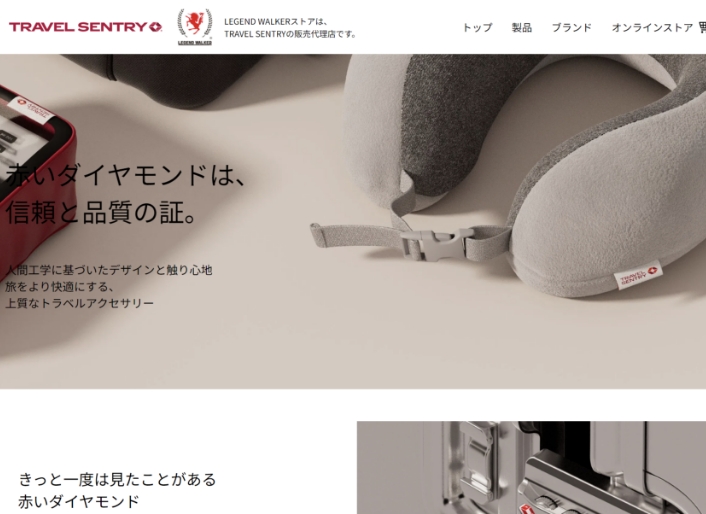 TRAVEL SENTRY
LEGEND WALKER
LEGEND WALKERストアは、
TRAVEL SENTRYの販売代理店です。
トップ
製品
ブランド
オンラインストア
赤いダイヤモンドは、
信頼と品質の証。
人間工学に基づいたデザインと触り心地
旅をより快適にする、
上質なトラベルアクセサリー
TRAVEL
SENTRY
きっと一度は見たことがある
赤いダイヤモンド